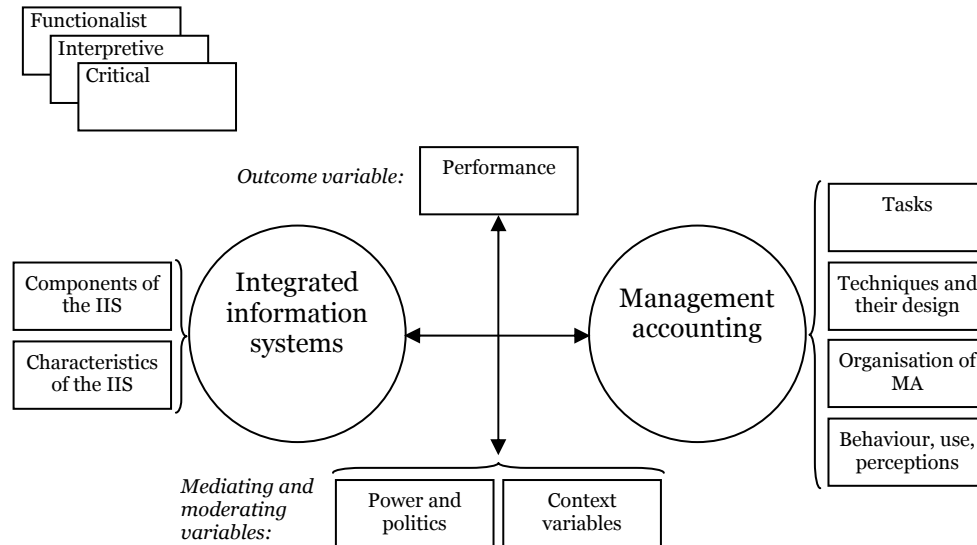 Functionalist
Interpretive
Critical
Outcome variable:
Performance
Integrated
information
systems
Management
accounting
Components of
the IIS
Characteristics
of the IIS
Tasks
Techniques and
their design
Organisation of
MA
Behaviour, use,
perceptions
Mediating and
moderating
variables:
Power and
politics
Context
variables